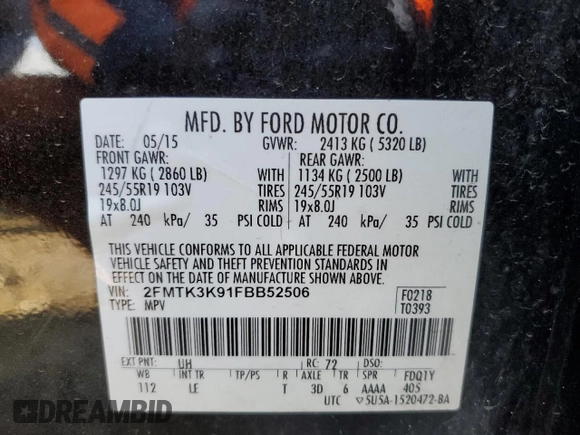 MFD. BY FORD MOTOR CO.
DATE: 05/15 GVWR: 2413 KG ( 5320 LB)
FRONT GAWR: REAR GAWR:
1297 KG ( 2860 LB) WITH 1134 KG ( 2500 LB) WITH
245/55R19 103V TIRES 245/55R19 103V TIRES
19x8.0J RIMS 19x8.0J RIMS
AT 240 kPa/ 35 PSI COLD AT 240 kPa/ 35 PSI COLD
THIS VEHICLE CONFORMS TO ALL APPLICABLE FEDERAL MOTOR
VEHICLE SAFETY AND THEFT PREVENTION STANDARDS IN
EFFECT ON THE DATE OF MANUFACTURE SHOWN ABOVE.
VIN: 2FMTK3K91FBB52506 F0218
TYPE: MPV T0393
EXT PNT: UH RC: 72 DSO:
WB INT TR TP/PS R AXLE TR SPR FDQ1Y
112 LE T 3D 6 AAAA 405
UTC ▽5U5A-1520472-BA
DREAMBID